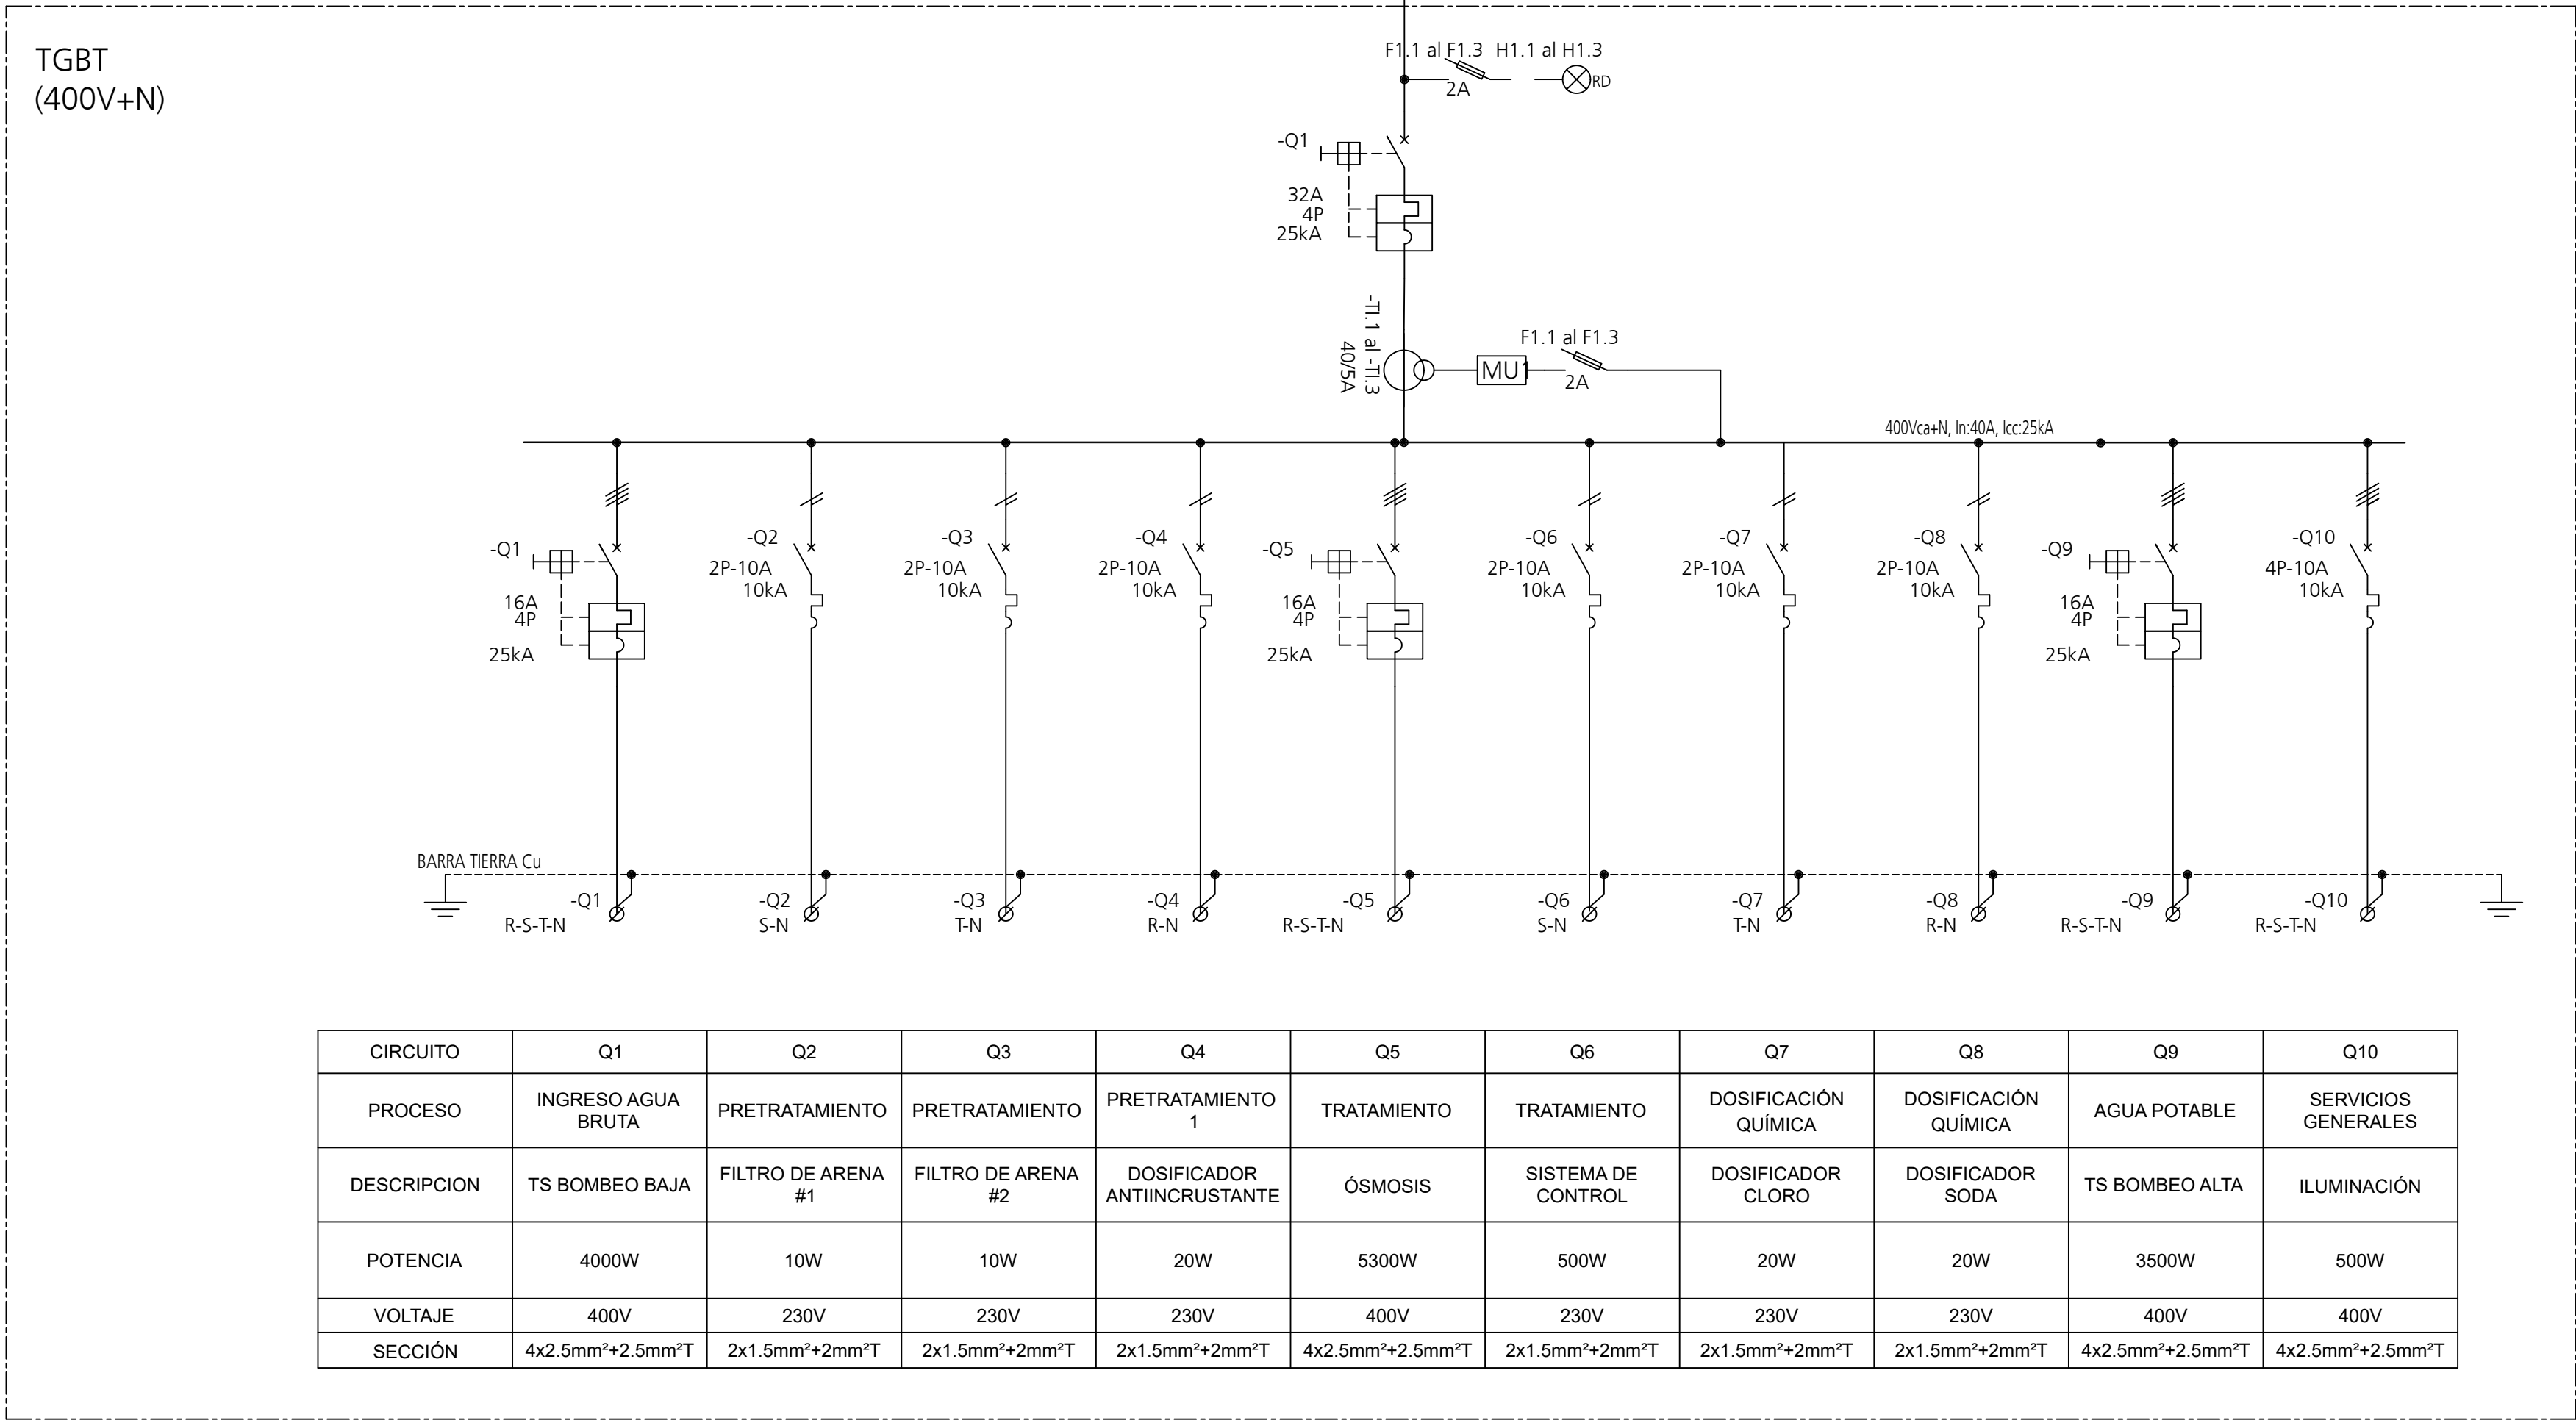 TGBT
(400V+N)
F1.1 al F1.3 H1.1 al H1.3
RD
2A
-Q1
32A
4P
25kA
-TI.1 al -TI.3
40/5A
MU1
F1.1 al F1.3
2A
400Vca+N, In:40A, Icc:25kA
-Q1
16A
4P
25kA
-Q2
2P-10A
10kA
-Q3
2P-10A
10kA
-Q4
2P-10A
10kA
-Q5
16A
4P
25kA
-Q6
2P-10A
10kA
-Q7
2P-10A
10kA
-Q8
2P-10A
10kA
-Q9
16A
4P
25kA
-Q10
4P-10A
10kA
BARRA TIERRA Cu
-Q1
R-S-T-N
-Q2
S-N
-Q3
T-N
-Q4
R-N
-Q5
R-S-T-N
-Q6
S-N
-Q7
T-N
-Q8
R-N
-Q9
R-S-T-N
-Q10
R-S-T-N
CIRCUITO Q1 Q2 Q3 Q4 Q5 Q6 Q7 Q8 Q9 Q10
PROCESO
INGRESO AGUA
BRUTA
PRETRATAMIENTO
PRETRATAMIENTO
PRETRATAMIENTO
1
TRATAMIENTO
TRATAMIENTO
DOSIFICACIÓN
QUÍMICA
DOSIFICACIÓN
QUÍMICA
AGUA POTABLE
SERVICIOS
GENERALES
DESCRIPCION
TS BOMBEO BAJA
FILTRO DE ARENA
#1
FILTRO DE ARENA
#2
DOSIFICADOR
ANTIINCRUSTANTE
ÓSMOSIS
SISTEMA DE
CONTROL
DOSIFICADOR
CLORO
DOSIFICADOR
SODA
TS BOMBEO ALTA
ILUMINACIÓN
POTENCIA 4000W 10W 10W 20W 5300W 500W 20W 20W 3500W 500W
VOLTAJE 400V 230V 230V 230V 400V 230V 230V 230V 400V 400V
SECCIÓN 4x2.5mm²+2.5mm²T 2x1.5mm²+2mm²T 2x1.5mm²+2mm²T 2x1.5mm²+2mm²T 4x2.5mm²+2.5mm²T 2x1.5mm²+2mm²T 2x1.5mm²+2mm²T 2x1.5mm²+2mm²T 4x2.5mm²+2.5mm²T 4x2.5mm²+2.5mm²T